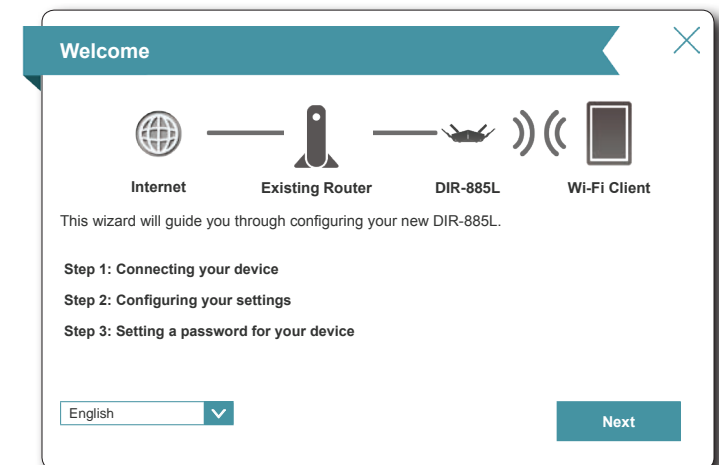 Welcome
Internet Existing Router DIR-885L Wi-Fi Client
This wizard will guide you through configuring your new DIR-885L.
Step 1: Connecting your device
Step 2: Configuring your settings
Step 3: Setting a password for your device
English Next